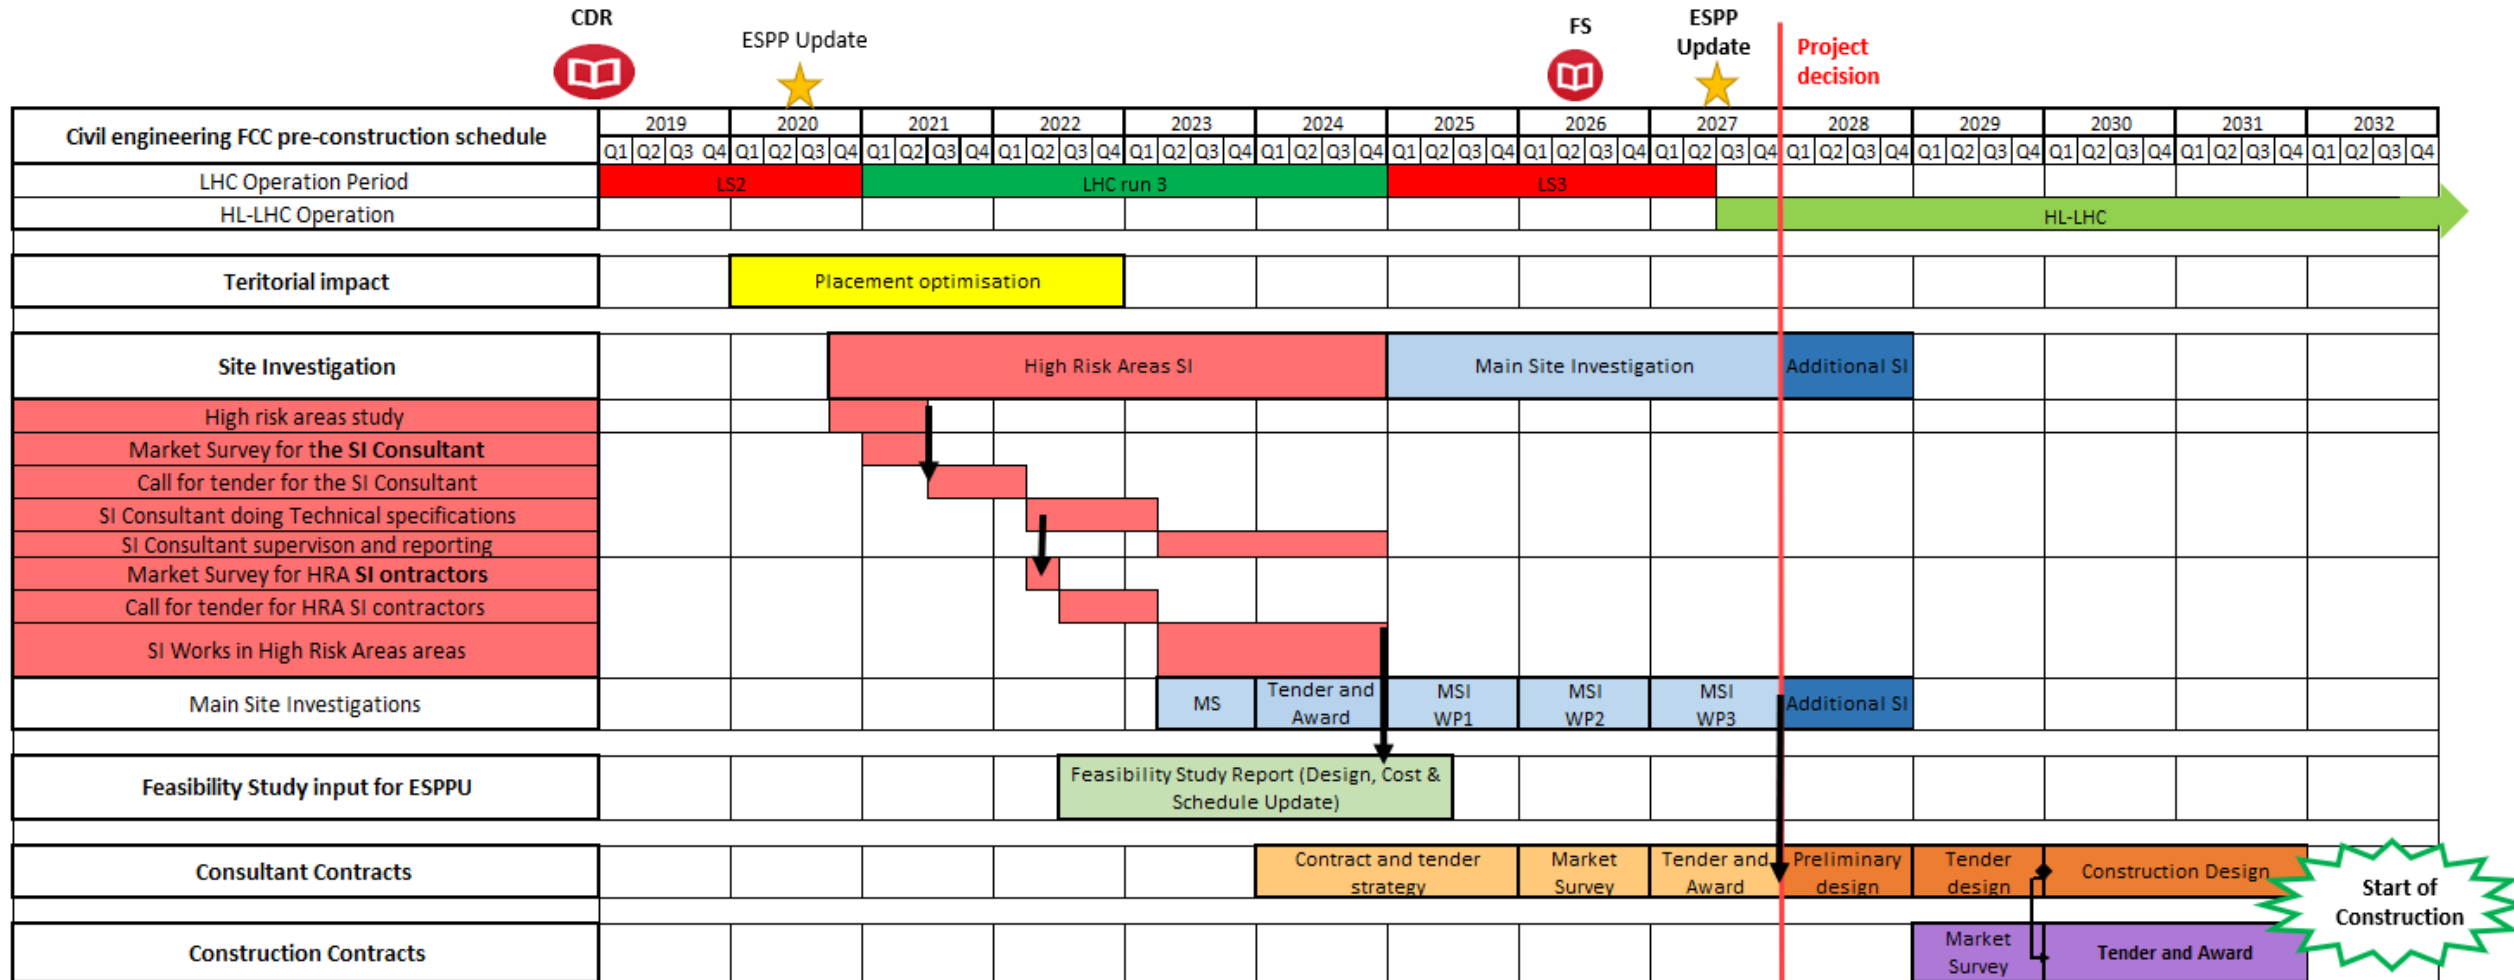 CDR
ESPP Update
FS
ESPP
Update
Project
decision
Civil engineering FCC pre-construction schedule
2019 2020 2021 2022 2023 2024 2025 2026 2027 2028 2029 2030 2031 2032
Q1 Q2 Q3 Q4 Q1 Q2 Q3 Q4 Q1 Q2 Q3 Q4 Q1 Q2 Q3 Q4 Q1 Q2 Q3 Q4 Q1 Q2 Q3 Q4 Q1 Q2 Q3 Q4 Q1 Q2 Q3 Q4 Q1 Q2 Q3 Q4 Q1 Q2 Q3 Q4 Q1 Q2 Q3 Q4 Q1 Q2 Q3 Q4 Q1 Q2 Q3 Q4 Q1 Q2 Q3 Q4
LHC Operation Period LS2 LHC run 3 LS3
HL-LHC Operation HL-LHC
Teritorial impact Placement optimisation
Site Investigation High Risk Areas SI Main Site Investigation Additional SI
High risk areas study
Market Survey for the SI Consultant
Call for tender for the SI Consultant
SI Consultant doing Technical specifications
SI Consultant supervison and reporting
Market Survey for HRA SI ontractors
Call for tender for HRA SI contractors
SI Works in High Risk Areas areas
Main Site Investigations MS
Tender and
Award
MSI
WP1
MSI
WP2
MSI
WP3
Additional SI
Feasibility Study input for ESPPU
Feasibility Study Report (Design, Cost &
Schedule Update)
Consultant Contracts
Contract and tender
strategy
Market
Survey
Tender and
Award
Preliminary
design
Tender
design
Construction Design
Start of
Construction
Construction Contracts
Market
Survey
Tender and Award